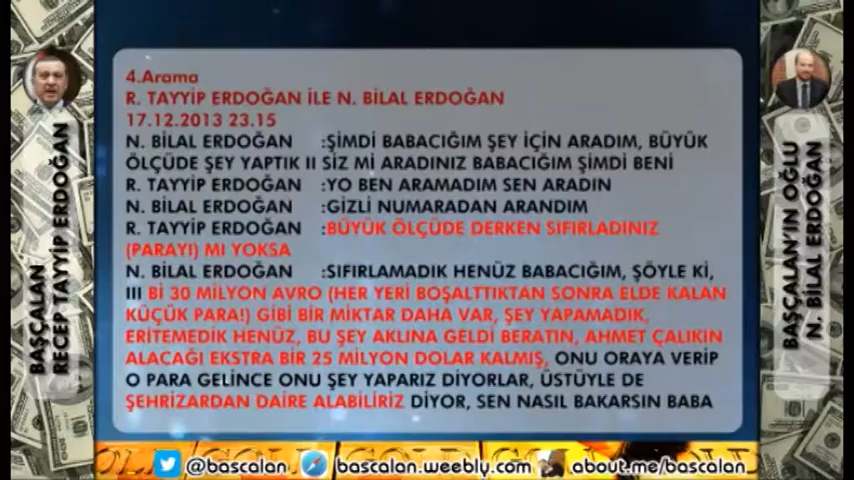 4.Arama
R. TAYYİP ERDOĞAN İLE N. BİLAL ERDOĞAN
17.12.2013 23.15
N. BİLAL ERDOĞAN :ŞİMDİ BABACIĞIM ŞEY İÇİN ARADIM, BÜYÜK
ÖLÇÜDE ŞEY YAPTIK II SİZ Mİ ARADINIZ BABACIĞIM ŞİMDİ BENİ
R. TAYYİP ERDOĞAN :YO BEN ARAMADIM SEN ARADIN
N. BİLAL ERDOĞAN :GİZLİ NUMARADAN ARANDIM
R. TAYYİP ERDOĞAN :BÜYÜK ÖLÇÜDE DERKEN SIFIRLADINIZ
(PARAYI) MI YOKSA
N. BİLAL ERDOĞAN :SIFIRLAMADIK HENÜZ BABACIĞIM, ŞÖYLE Kİ,
III Bİ 30 MİLYON AVRO (HER YERİ BOŞALTTIKTAN SONRA ELDE KALAN
KÜÇÜK PARA!) GİBİ BİR MİKTAR DAHA VAR, ŞEY YAPAMADIK,
ERİTEMEDİK HENÜZ, BU ŞEY AKLINA GELDİ BERATIN, AHMET ÇALIKIN
ALACAĞI EKSTRA BİR 25 MİLYON DOLAR KALMIŞ, ONU ORAYA VERİP
O PARA GELİNCE ONU ŞEY YAPARIZ DİYORLAR, ÜSTÜYLE DE
ŞEHRİZARDAN DAİRE ALABİLİRİZ DİYOR, SEN NASIL BAKARSIN BABA
BAŞÇALAN
RECEP TAYYİP ERDOĞAN
BAŞÇALAN'IN OĞLU
N. BİLAL ERDOĞAN
@bascalan bascalan.weebly.com about.me/bascalan